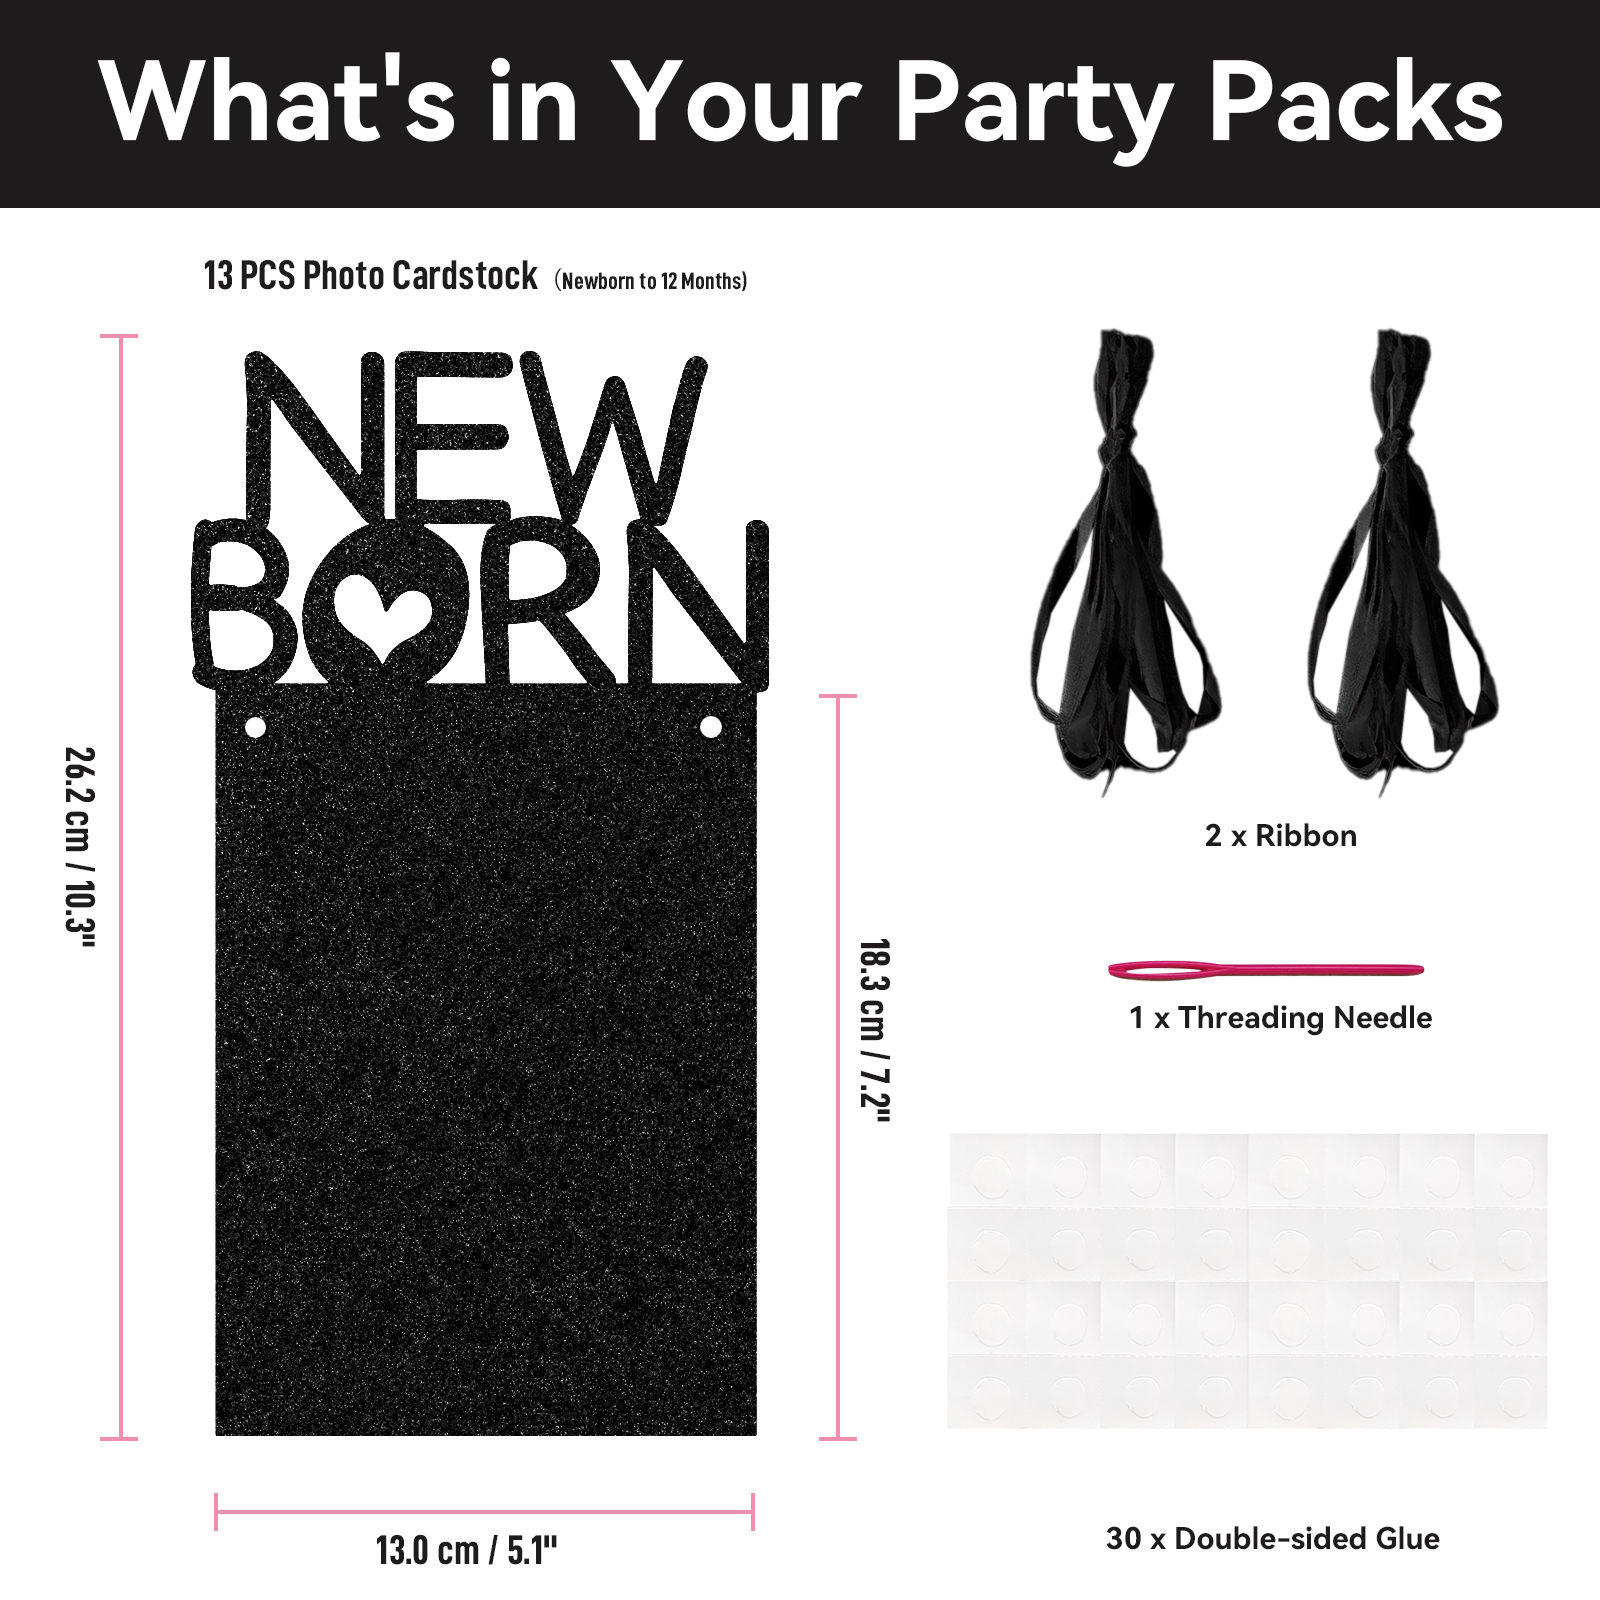 What's in Your Party Packs
13 PCS Photo Cardstock （Newborn to 12 Months)
NEW
BORN
26.2 cm / 10.3"
18.3 cm / 7.2"
13.0 cm / 5.1"
2 x Ribbon
1 x Threading Needle
30 x Double-sided Glue